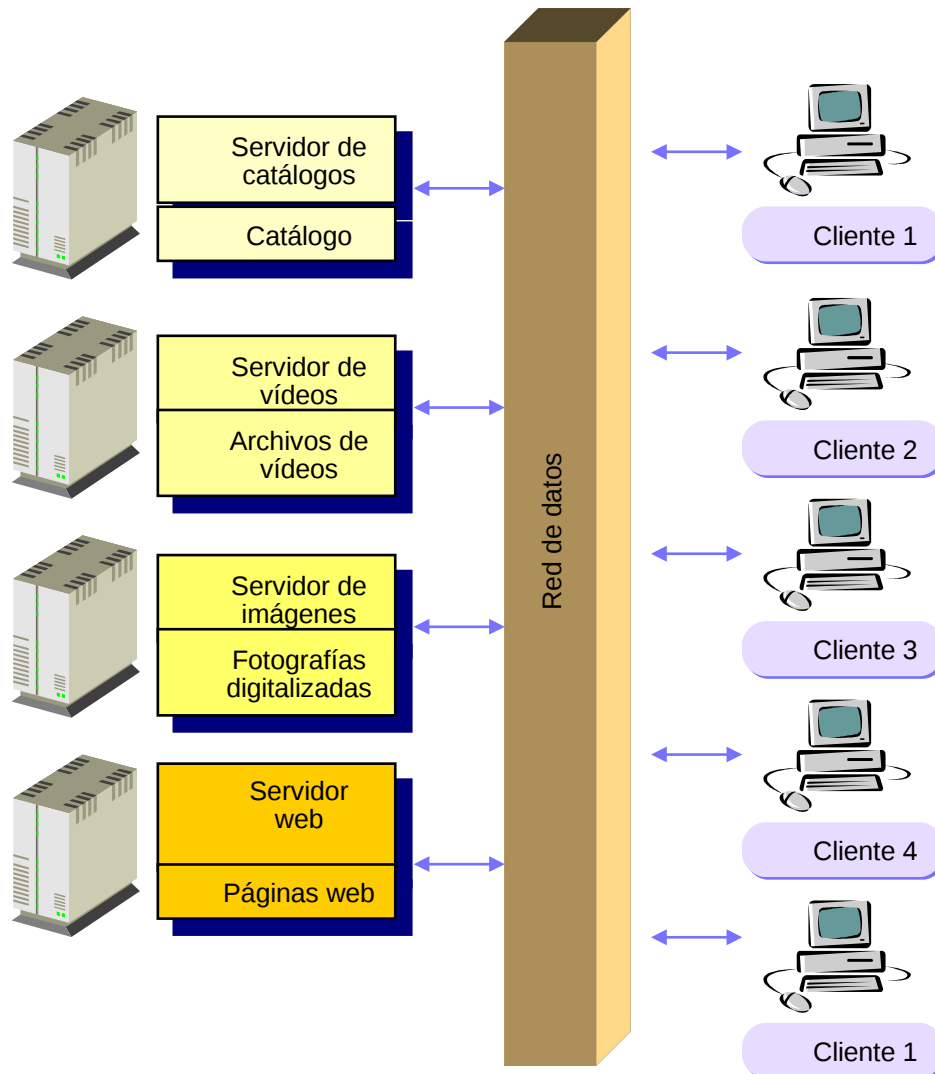 Servidor de
catálogos
Catálogo
Servidor de
vídeos
Archivos de
vídeos
Servidor de
imágenes
Fotografías
digitalizadas
Servidor
web
Páginas web
Red de datos
Cliente 1
Cliente 2
Cliente 3
Cliente 4
Cliente 1